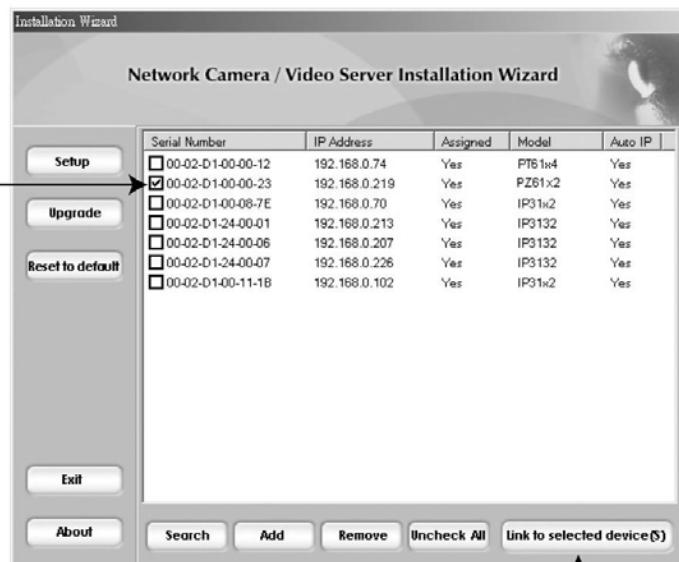 Installation Wizard
Network Camera / Video Server Installation Wizard
Serial Number IP Address Assigned Model Auto IP
00-02-D1-00-00-12 192.168.0.74 Yes PT61x4 Yes
00-02-D1-00-00-23 192.168.0.219 Yes PZ61x2 Yes
00-02-D1-00-08-7E 192.168.0.70 Yes IP31x2 Yes
00-02-D1-24-00-01 192.168.0.213 Yes IP3132 Yes
00-02-D1-24-00-06 192.168.0.207 Yes IP3132 Yes
00-02-D1-24-00-07 192.168.0.226 Yes IP3132 Yes
00-02-D1-00-11-1B 192.168.0.102 Yes IP31x2 Yes
Setup
Upgrade
Reset to default
Exit
About
Search Add Remove Uncheck All Link to selected device(S)